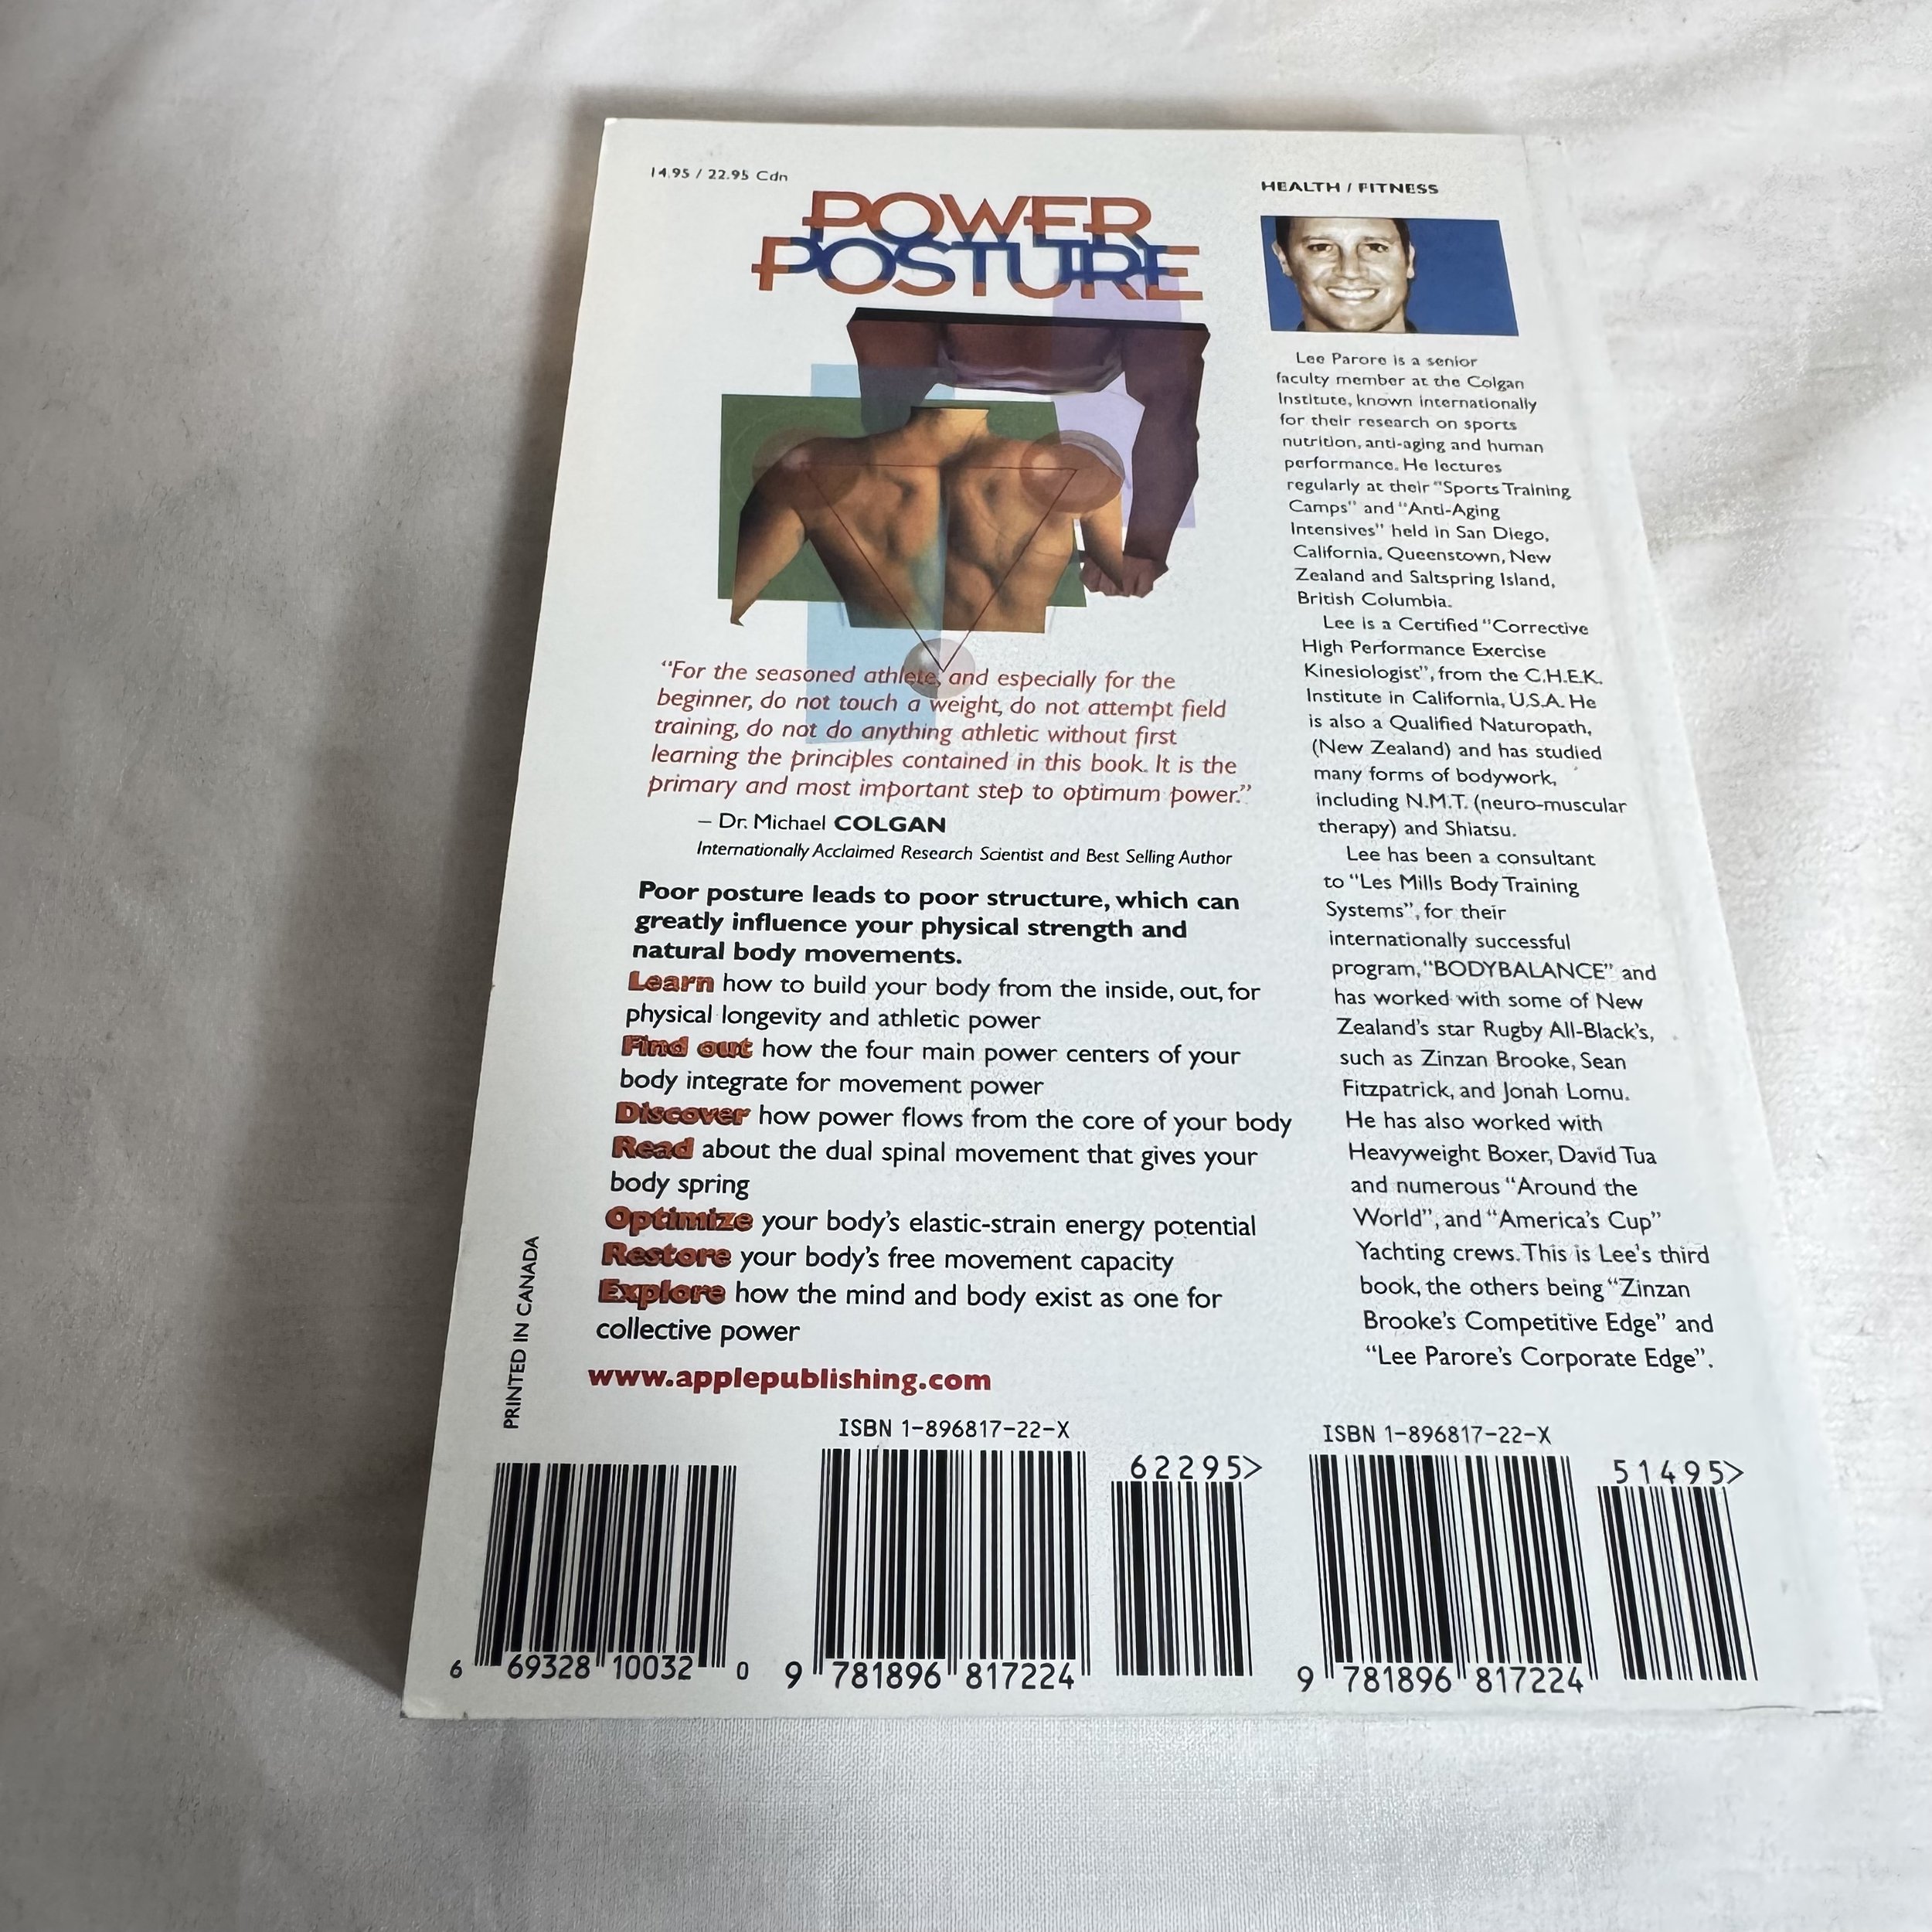 14.95 / 22.95 Cdn
POWER
POSTURE
"For the seasoned athlete, and especially for the
beginner, do not touch a weight, do not attempt field
training, do not do anything athletic without first
learning the principles contained in this book. It is the
primary and most important step to optimum power."
– Dr. Michael COLGAN
Internationally Acclaimed Research Scientist and Best Selling Author
Poor posture leads to poor structure, which can
greatly influence your physical strength and
natural body movements.
Learn how to build your body from the inside, out, for
physical longevity and athletic power
Find out how the four main power centers of your
body integrate for movement power
Discover how power flows from the core of your body
Read about the dual spinal movement that gives your
body spring
Optimize your body's elastic-strain energy potential
Restore your body's free movement capacity
Explore how the mind and body exist as one for
collective power
www.applepublishing.com
PRINTED IN CANADA
HEALTH / FITNESS
Lee Parore is a senior
faculty member at the Colgan
Institute, known internationally
for their research on sports
nutrition, anti-aging and human
performance. He lectures
regularly at their "Sports Training
Camps" and "Anti-Aging
Intensives" held in San Diego,
California, Queenstown, New
Zealand and Saltspring Island,
British Columbia.
Lee is a Certified "Corrective
High Performance Exercise
Kinesiologist", from the C.H.E.K.
Institute in California, U.S.A. He
is also a Qualified Naturopath,
(New Zealand) and has studied
many forms of bodywork,
including N.M.T. (neuro-muscular
therapy) and Shiatsu.
Lee has been a consultant
to "Les Mills Body Training
Systems", for their
internationally successful
program, "BODYBALANCE" and
has worked with some of New
Zealand's star Rugby All-Black's,
such as Zinzan Brooke, Sean
Fitzpatrick, and Jonah Lomu.
He has also worked with
Heavyweight Boxer, David Tua
and numerous "Around the
World", and "America's Cup"
Yachting crews. This is Lee's third
book, the others being "Zinzan
Brooke's Competitive Edge" and
"Lee Parore's Corporate Edge".
6 69328 10032 0
ISBN 1-896817-22-X
62295>
9 781896 817224
ISBN 1-896817-22-X
51495>
9 781896 817224